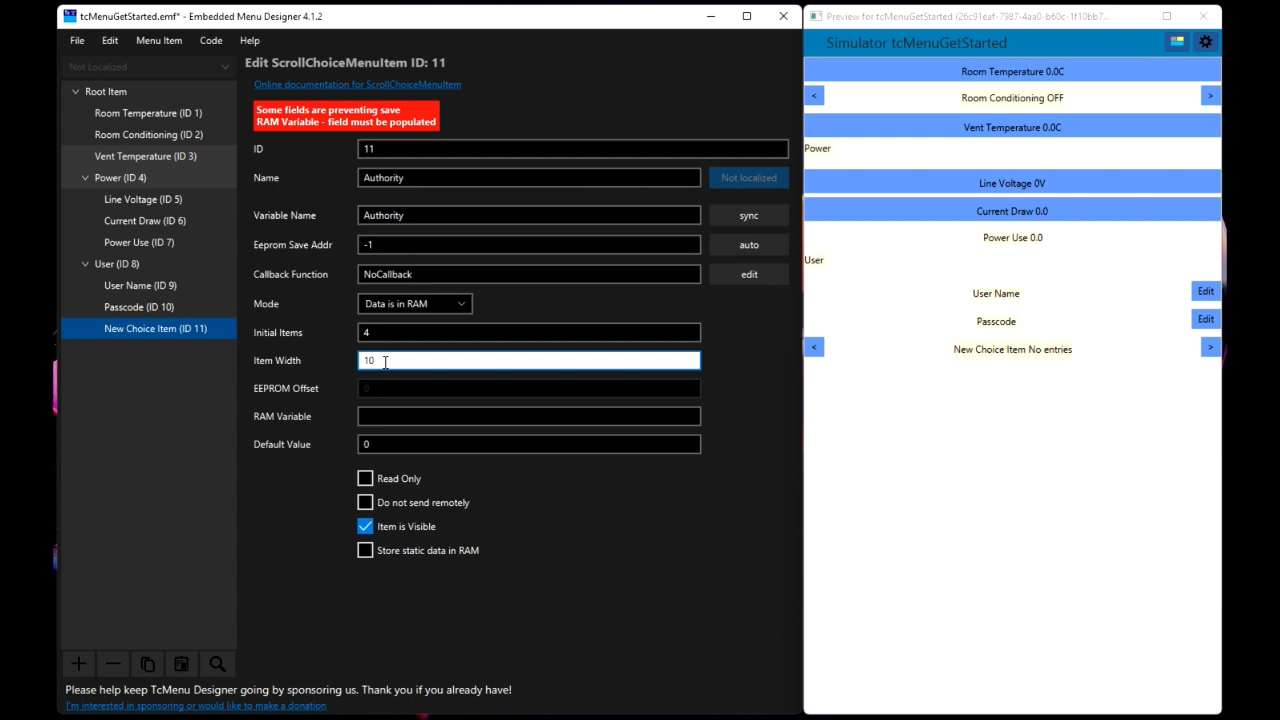 tcMenuGetStarted.emf* - Embedded Menu Designer 4.1.2
File Edit Menu Item Code Help
Not Localized
Root Item
Room Temperature (ID 1)
Room Conditioning (ID 2)
Vent Temperature (ID 3)
Power (ID 4)
Line Voltage (ID 5)
Current Draw (ID 6)
Power Use (ID 7)
User (ID 8)
User Name (ID 9)
Passcode (ID 10)
New Choice Item (ID 11)
Edit ScrollChoiceMenuItem ID: 11
Online documentation for ScrollChoiceMenuItem
Some fields are preventing save
RAM Variable - field must be populated
ID 11
Name Authority Not localized
Variable Name Authority sync
Eeprom Save Addr -1 auto
Callback Function NoCallback edit
Mode Data is in RAM
Initial Items 4
Item Width 10
EEPROM Offset 0
RAM Variable
Default Value 0
Read Only
Do not send remotely
Item is Visible
Store static data in RAM
Please help keep TcMenu Designer going by sponsoring us. Thank you if you already have!
I'm interested in sponsoring or would like to make a donation
Preview for tcMenuGetStarted (26c91eaf-7987-4aa0-b60c-1f10bb7...
Simulator tcMenuGetStarted
Room Temperature 0.0C
< Room Conditioning OFF >
Vent Temperature 0.0C
Power
Line Voltage 0V
Current Draw 0.0
Power Use 0.0
User
User Name Edit
Passcode Edit
< New Choice Item No entries >